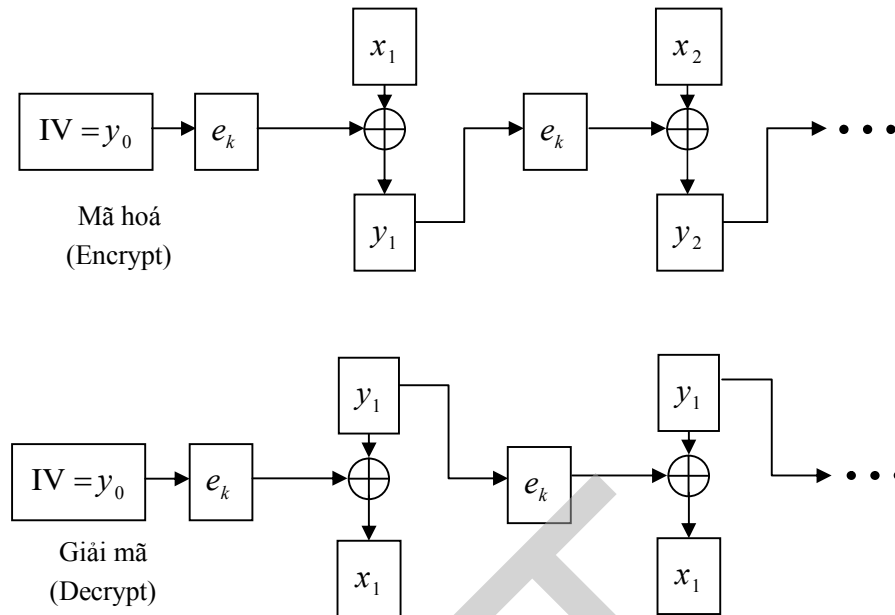 x₁ x₂
IV = y₀ eₖ eₖ
Mã hoá
(Encrypt)
y₁ y₂
y₁ y₁
IV = y₀ eₖ eₖ
Giải mã
(Decrypt)
x₁ x₁